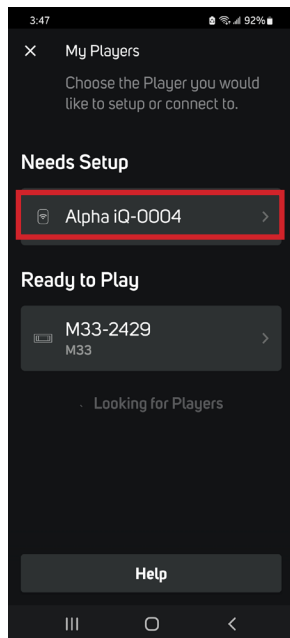 3:47
92%
My Players
Choose the Player you would
like to setup or connect to.
Needs Setup
Alpha iQ-0004
Ready to Play
M33-2429
M33
Looking for Players
Help